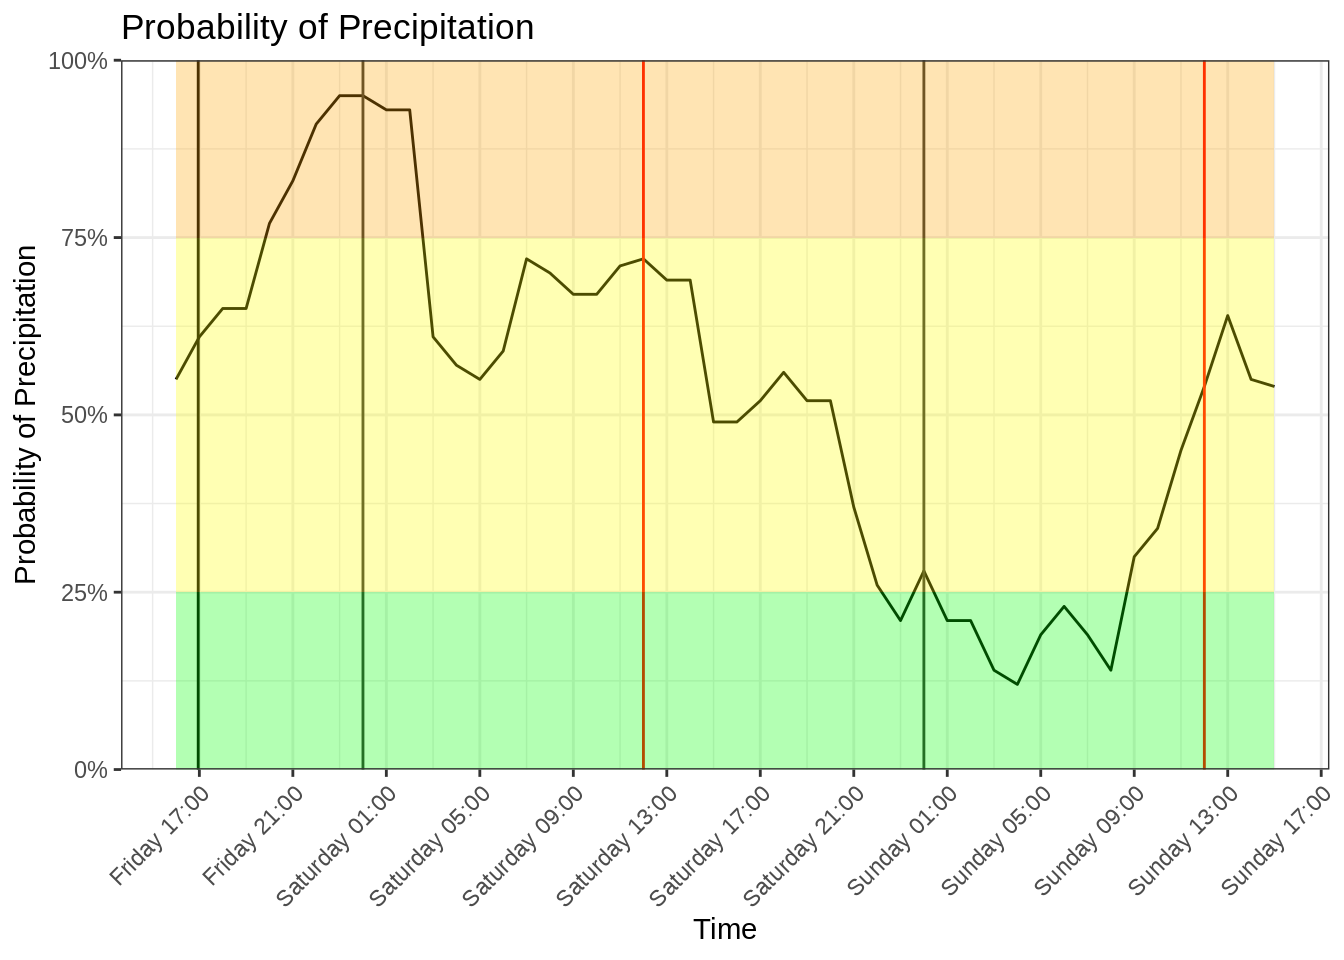 Probability of Precipitation
Probability of Precipitation
100%
75%
50%
25%
0%
Friday 17:00
Friday 21:00
Saturday 01:00
Saturday 05:00
Saturday 09:00
Saturday 13:00
Saturday 17:00
Saturday 21:00
Sunday 01:00
Sunday 05:00
Sunday 09:00
Sunday 13:00
Sunday 17:00
Time